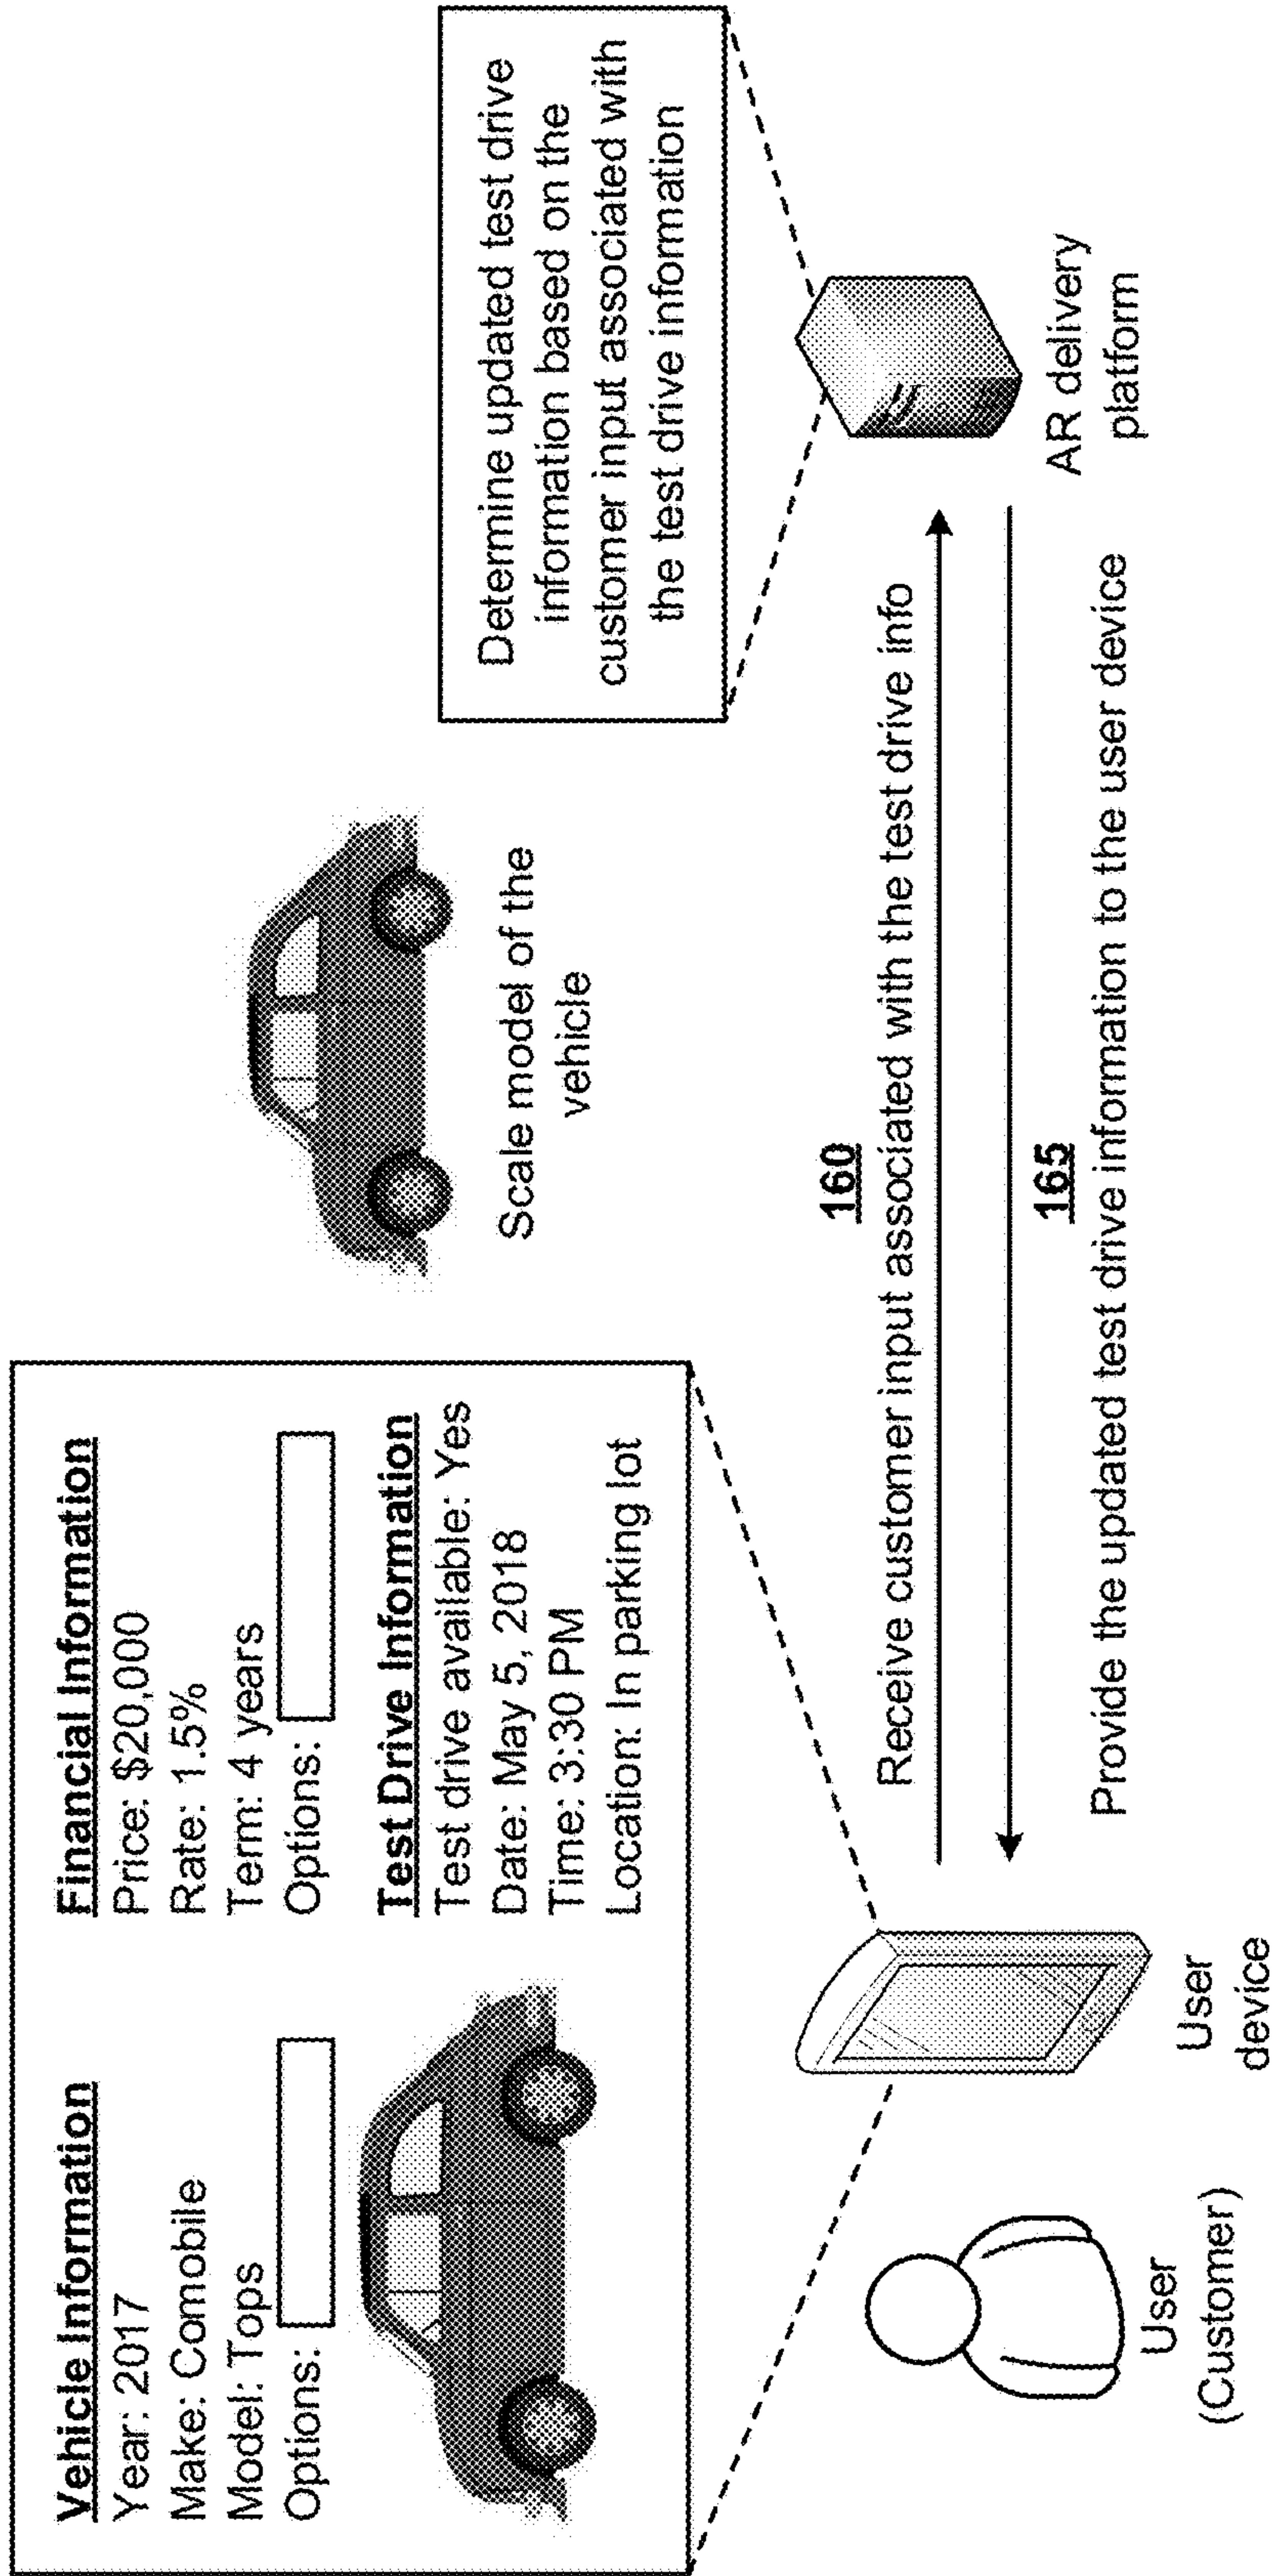 Vehicle Information
Year: 2017
Make: Comobile
Model: Tops
Options:
Financial Information
Price: $20,000
Rate: 1.5%
Term: 4 years
Options:
Test Drive Information
Test drive available: Yes
Date: May 5, 2018
Time: 3:30 PM
Location: In parking lot
Scale model of the
vehicle
Determine updated test drive
information based on the
customer input associated with
the test drive information
160
Receive customer input associated with the test drive info
165
Provide the updated test drive information to the user device
User
(Customer)
User
device
AR delivery
platform